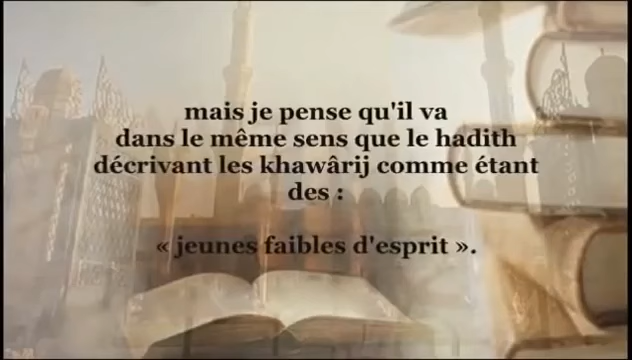 mais je pense qu'il va
dans le même sens que le hadith
décrivant les khawârij comme étant
des :
« jeunes faibles d'esprit ».